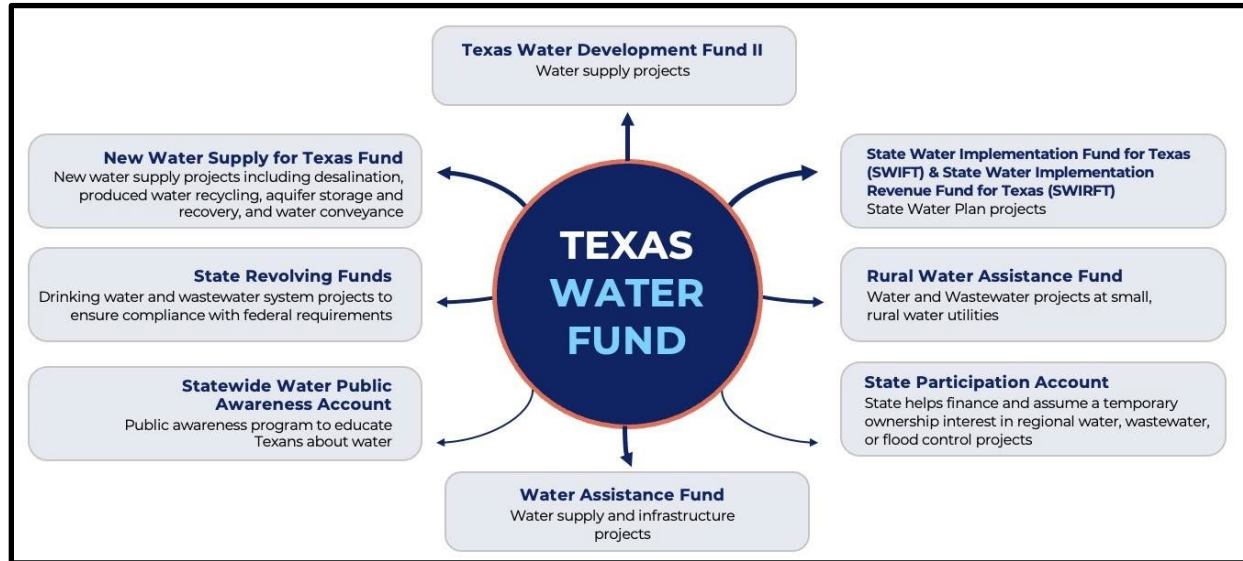 Texas Water Development Fund II
Water supply projects
New Water Supply for Texas Fund
New water supply projects including desalination,
produced water recycling, aquifer storage and
recovery, and water conveyance
State Water Implementation Fund for Texas
(SWIFT) & State Water Implementation
Revenue Fund for Texas (SWIRFT)
State Water Plan projects
TEXAS
WATER
FUND
State Revolving Funds
Drinking water and wastewater system projects to
ensure compliance with federal requirements
Rural Water Assistance Fund
Water and Wastewater projects at small,
rural water utilities
Statewide Water Public
Awareness Account
Public awareness program to educate
Texans about water
State Participation Account
State helps finance and assume a temporary
ownership interest in regional water, wastewater,
or flood control projects
Water Assistance Fund
Water supply and infrastructure
projects